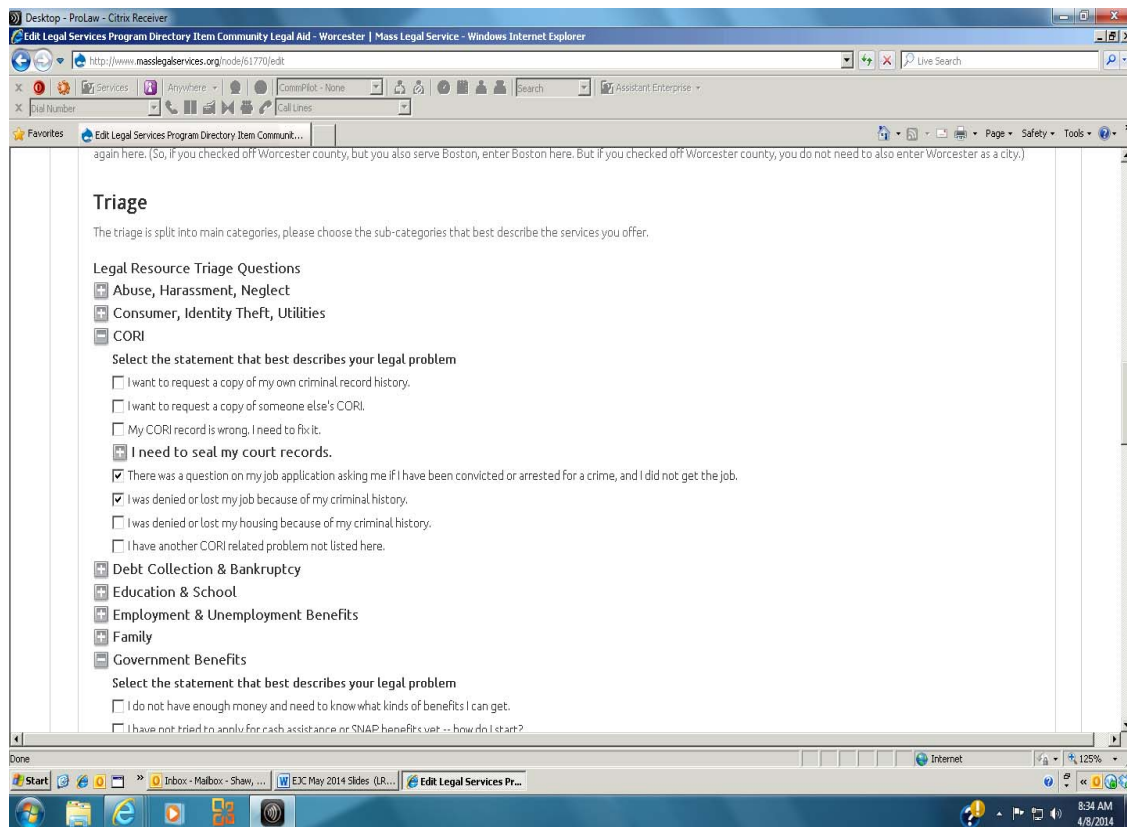 Desktop - ProLaw - Citrix Receiver
Edit Legal Services Program Directory Item Community Legal Aid - Worcester | Mass Legal Service - Windows Internet Explorer
http://www.masslegalservices.org/node/61770/edit
Live Search
Services Anywhere CommPilot - None Search Assistant Enterprise
Dial Number Call Lines
Favorites Edit Legal Services Program Directory Item Communit... Page Safety Tools
again here. (So, if you checked off Worcester county, but you also serve Boston, enter Boston here. But if you checked off Worcester county, you do not need to also enter Worcester as a city.)
Triage
The triage is split into main categories, please choose the sub-categories that best describe the services you offer.
Legal Resource Triage Questions
Abuse, Harassment, Neglect
Consumer, Identity Theft, Utilities
CORI
Select the statement that best describes your legal problem
I want to request a copy of my own criminal record history.
I want to request a copy of someone else's CORI.
My CORI record is wrong. I need to fix it.
I need to seal my court records.
There was a question on my job application asking me if I have been convicted or arrested for a crime, and I did not get the job.
I was denied or lost my job because of my criminal history.
I was denied or lost my housing because of my criminal history.
I have another CORI related problem not listed here.
Debt Collection & Bankruptcy
Education & School
Employment & Unemployment Benefits
Family
Government Benefits
Select the statement that best describes your legal problem
I do not have enough money and need to know what kinds of benefits I can get.
I have not tried to apply for cash assistance or SNAP benefits yet -- how do I start?
Done Internet 125%
Start Inbox - Mailbox - Shaw, ... EJC May 2014 Slides (LR... Edit Legal Services Pr...
8:34 AM
4/8/2014